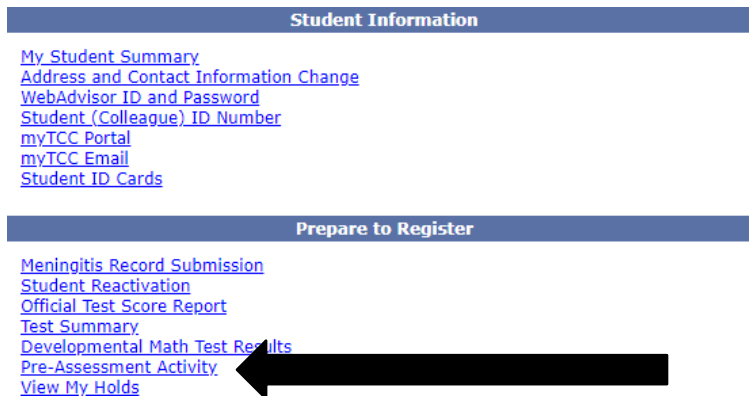 Student Information
My Student Summary
Address and Contact Information Change
WebAdvisor ID and Password
Student (Colleague) ID Number
myTCC Portal
myTCC Email
Student ID Cards
Prepare to Register
Meningitis Record Submission
Student Reactivation
Official Test Score Report
Test Summary
Developmental Math Test Results
Pre-Assessment Activity
View My Holds